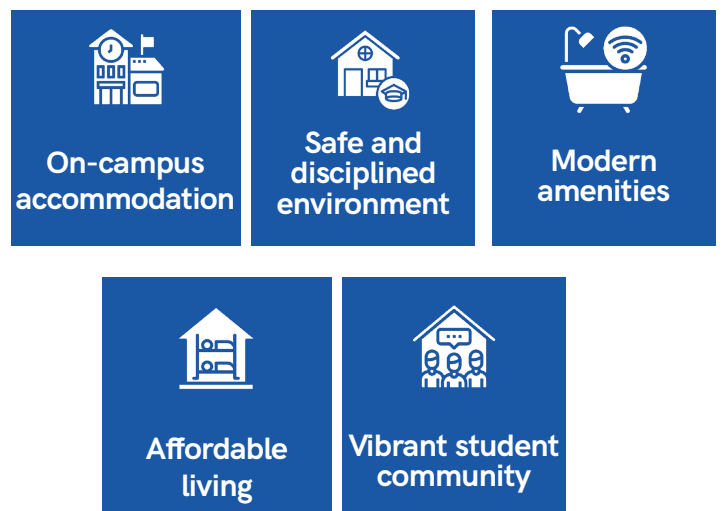 On-campus
accommodation
Safe and
disciplined
environment
Modern
amenities
Affordable
living
Vibrant student
community